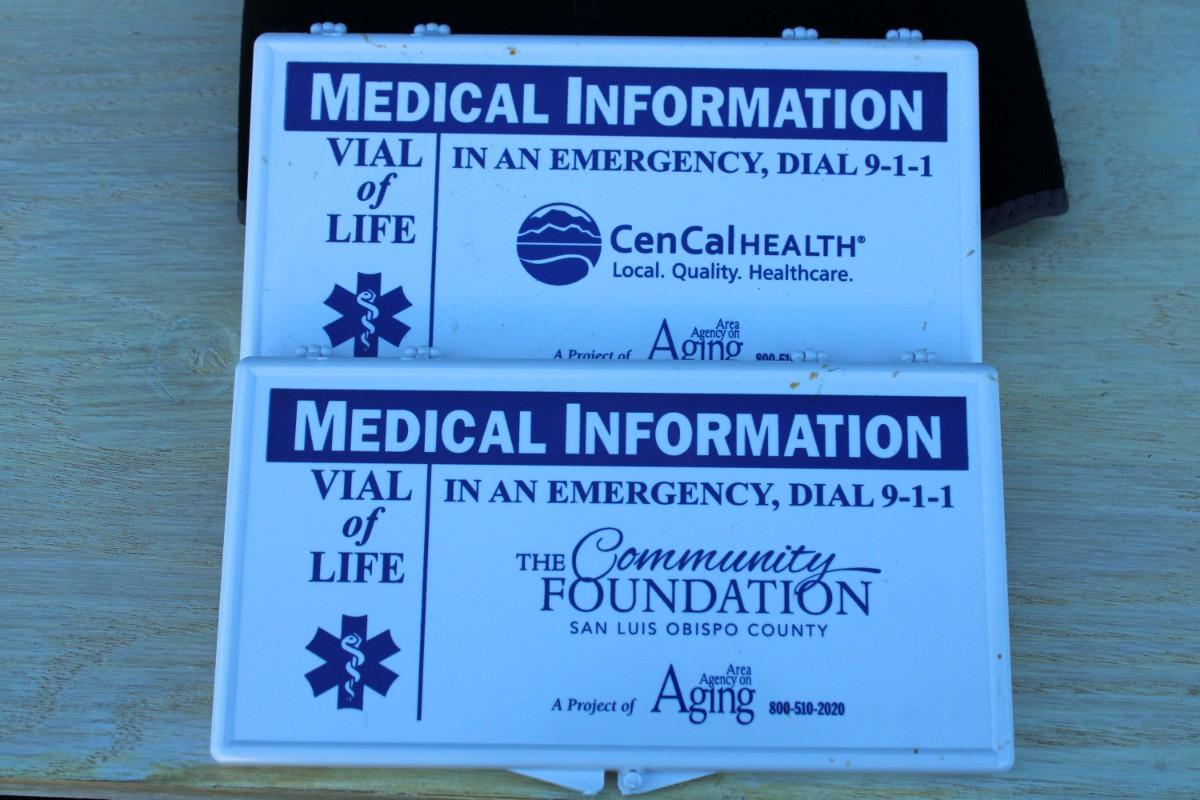 MEDICAL INFORMATION
VIAL
of
LIFE
IN AN EMERGENCY, DIAL 9-1-1
CenCalHEALTH®
Local. Quality. Healthcare.
A Project of
Area
Agency on
Aging
MEDICAL INFORMATION
VIAL
of
LIFE
IN AN EMERGENCY, DIAL 9-1-1
THE Community
FOUNDATION
SAN LUIS OBISPO COUNTY
A Project of
Area
Agency on
Aging
800-510-2020